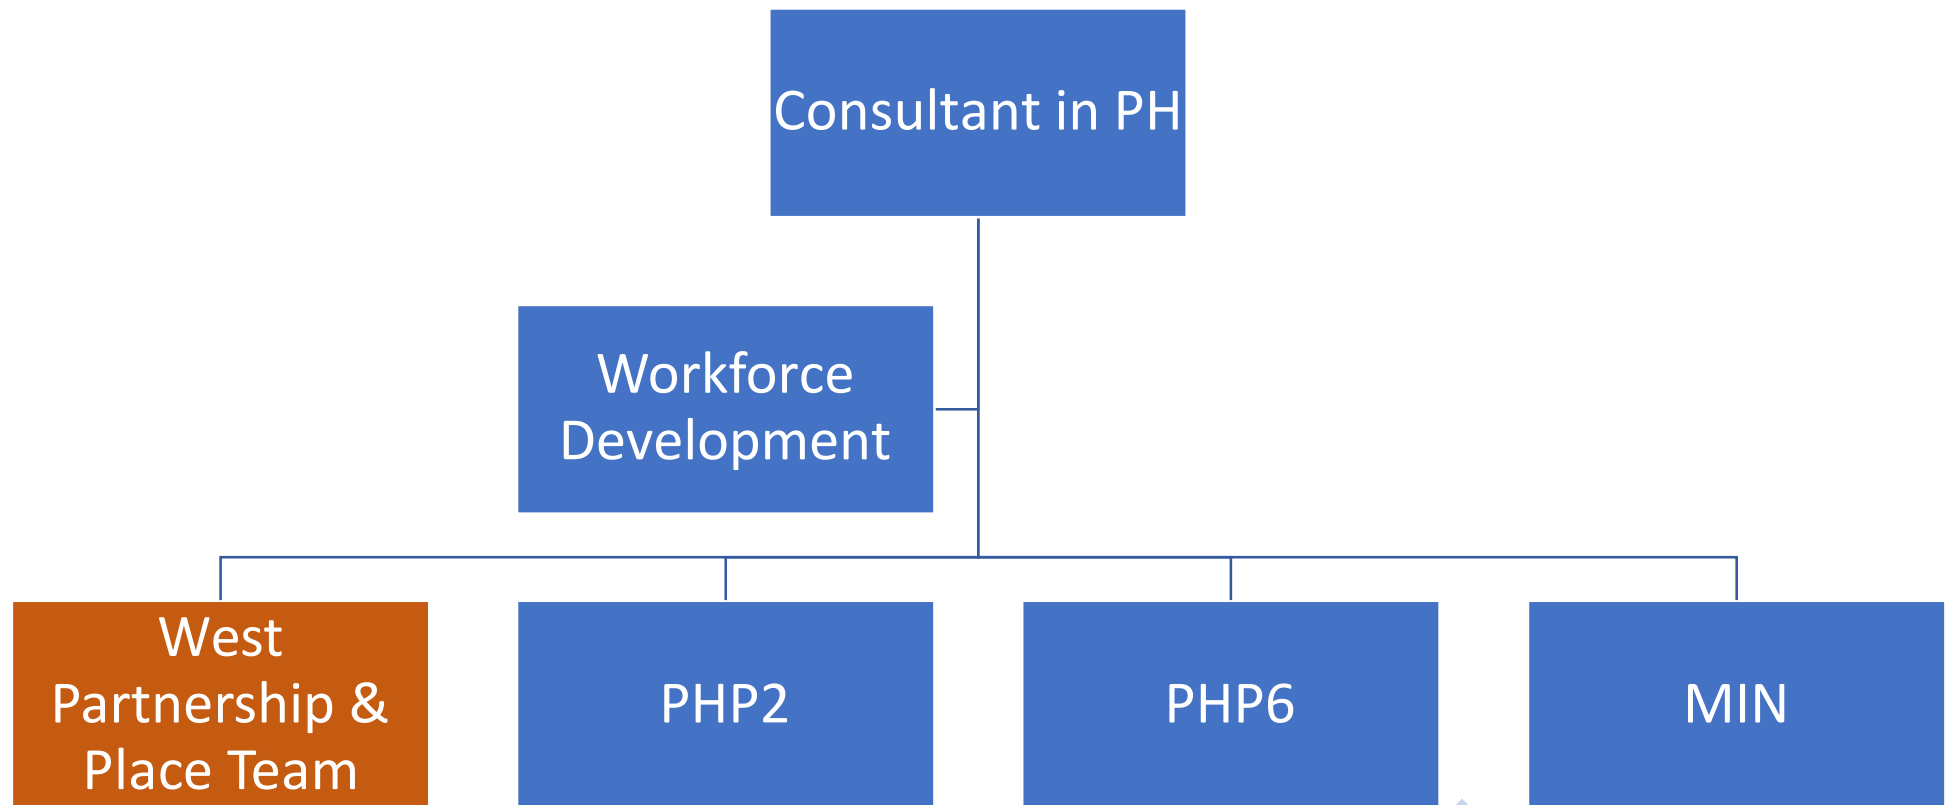 Consultant in PH
Workforce
Development
West
Partnership &
Place Team
PHP2
PHP6
MIN